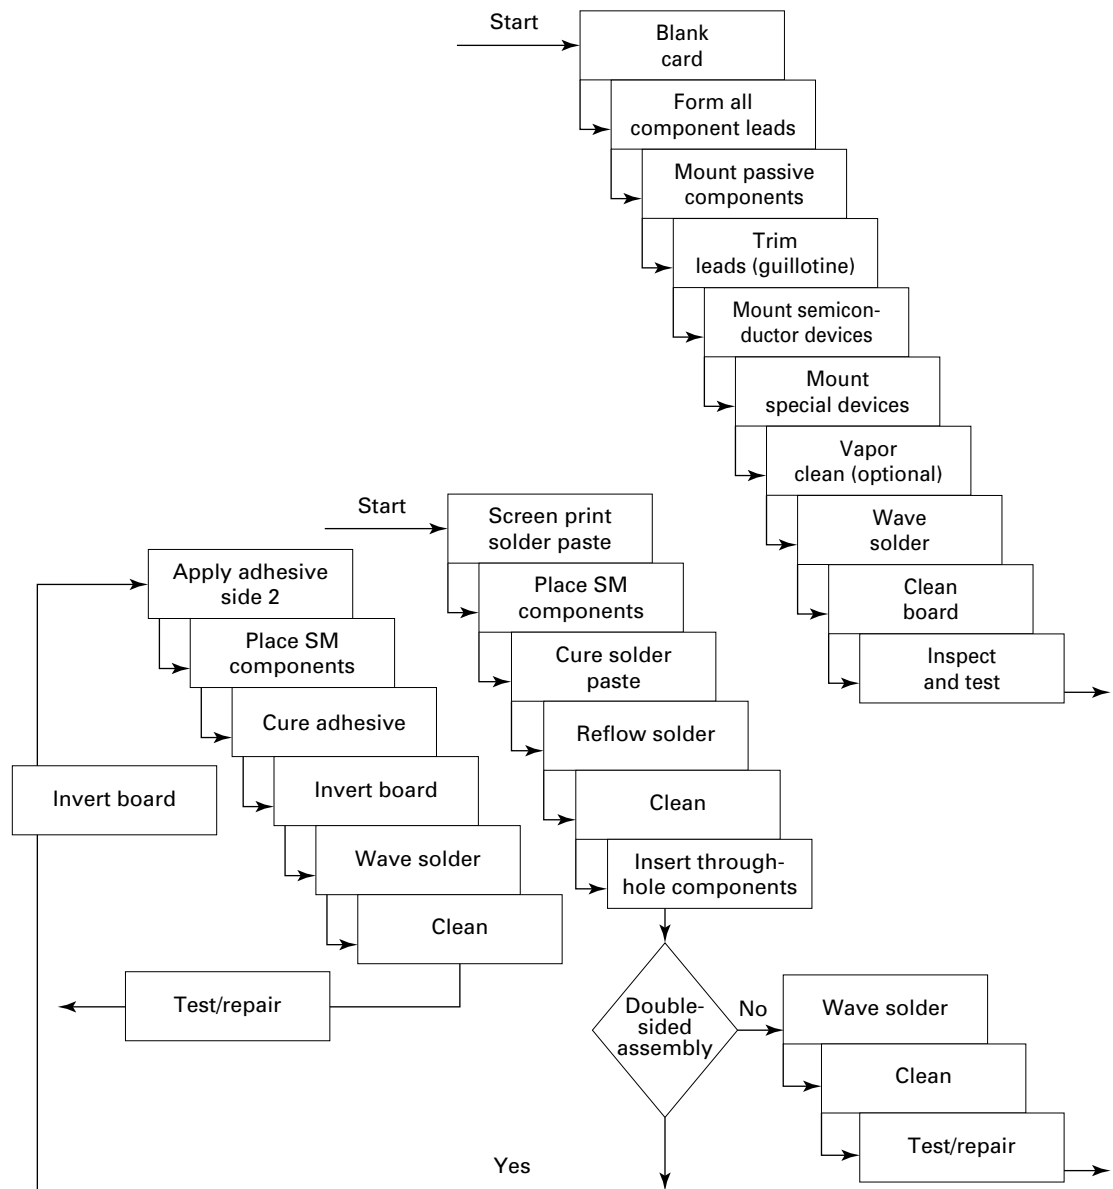 Start
Blank
card
Form all
component leads
Mount passive
components
Trim
leads (guillotine)
Mount semicon-
ductor devices
Mount
special devices
Vapor
clean (optional)
Wave
solder
Clean
board
Inspect
and test
Start
Screen print
solder paste
Place SM
components
Cure solder
paste
Reflow solder
Clean
Insert through-
hole components
Double-
sided
assembly
No
Wave solder
Clean
Test/repair
Yes
Invert board
Apply adhesive
side 2
Place SM
components
Cure adhesive
Invert board
Wave solder
Clean
Test/repair